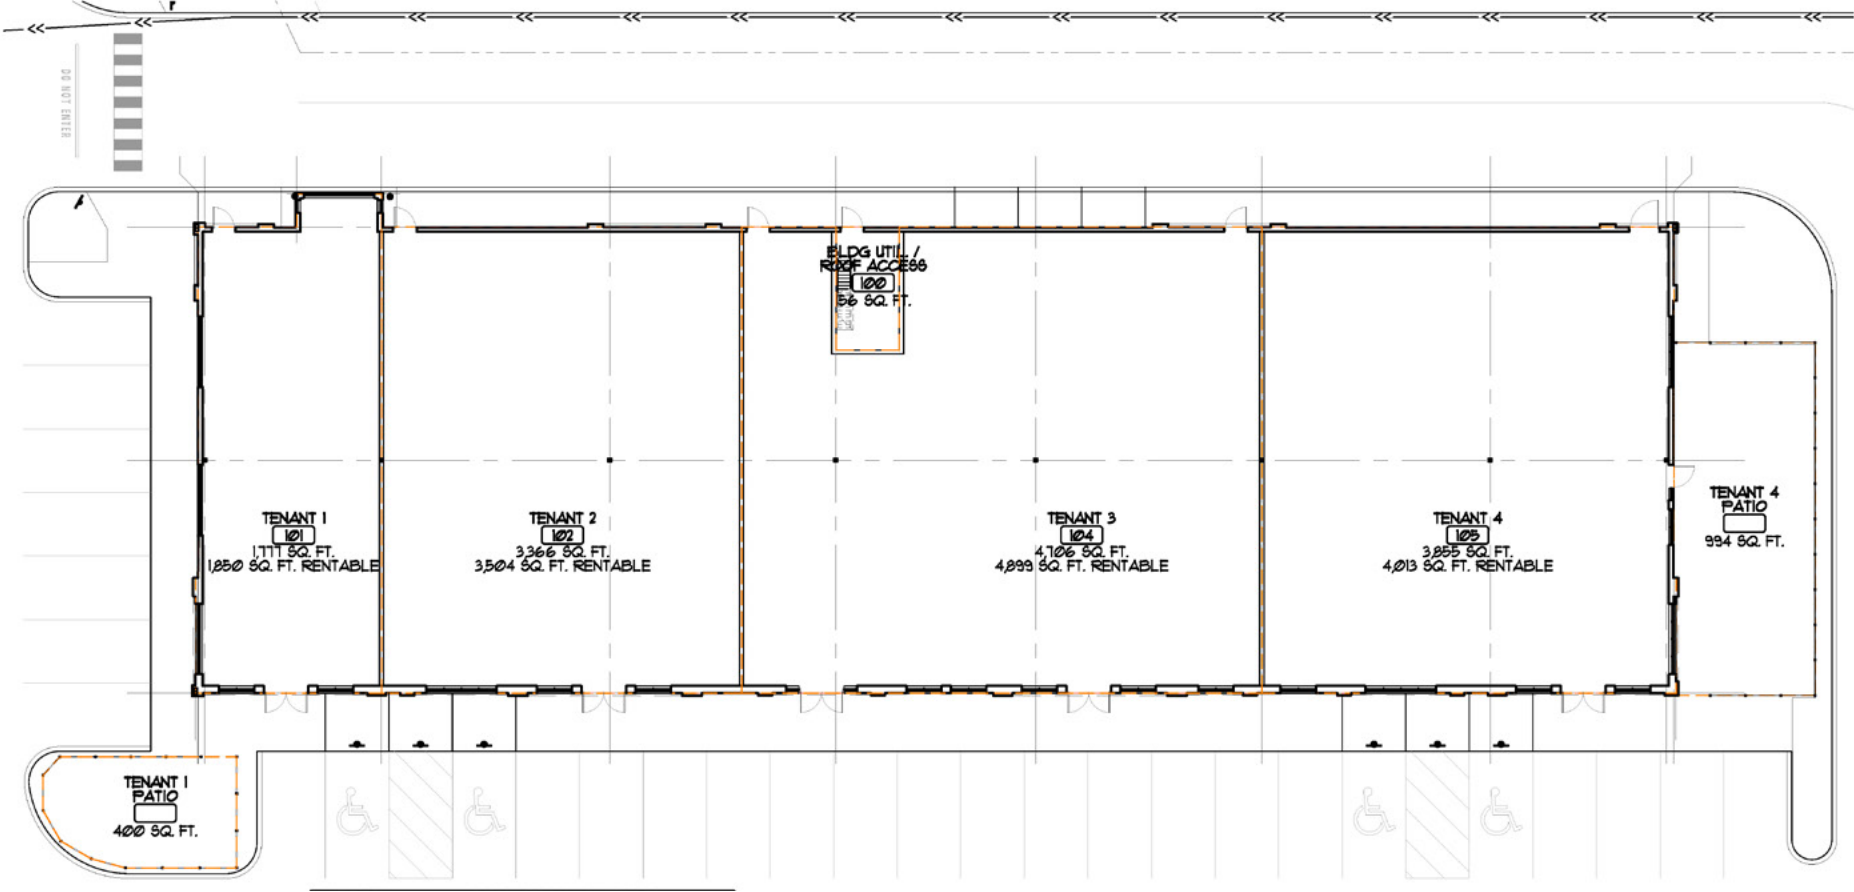 DO NOT ENTER
BLDG UTIL. /
ROOF ACCESS
100
156 SQ. FT.
TENANT 1
101
1,777 SQ. FT.
1,850 SQ. FT. RENTABLE
TENANT 2
102
3,366 SQ. FT.
3,504 SQ. FT. RENTABLE
TENANT 3
104
4,706 SQ. FT.
4,899 SQ. FT. RENTABLE
TENANT 4
105
3,855 SQ. FT.
4,013 SQ. FT. RENTABLE
TENANT 4
PATIO
994 SQ. FT.
TENANT 1
PATIO
400 SQ. FT.